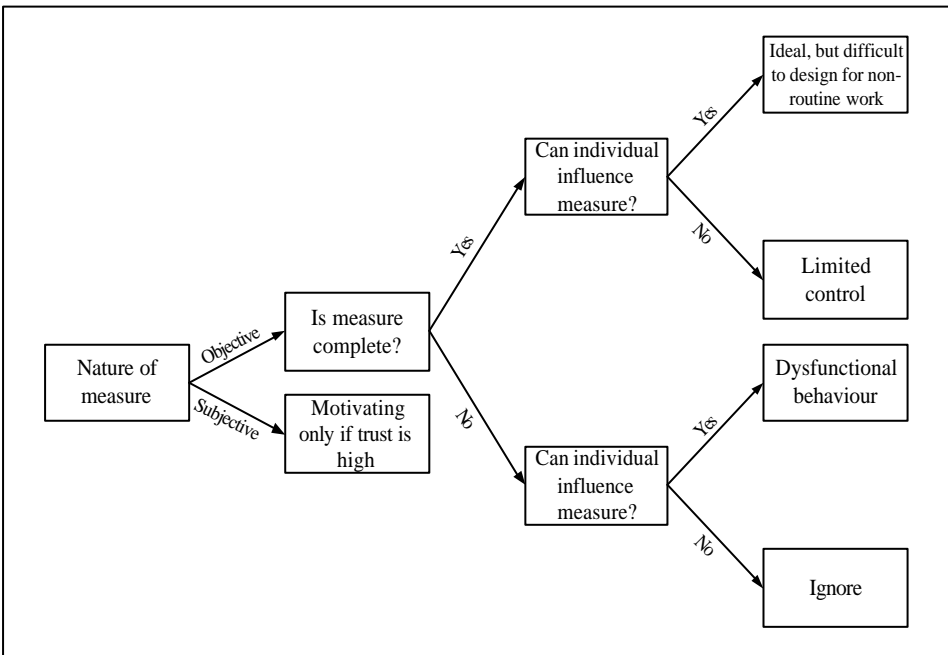 Nature of
measure
Objective
Subjective
Is measure
complete?
Motivating
only if trust is
high
Yes
No
Can individual
influence
measure?
Yes
No
Ideal, but difficult
to design for non-
routine work
Limited
control
Can individual
influence
measure?
Yes
No
Dysfunctional
behaviour
Ignore